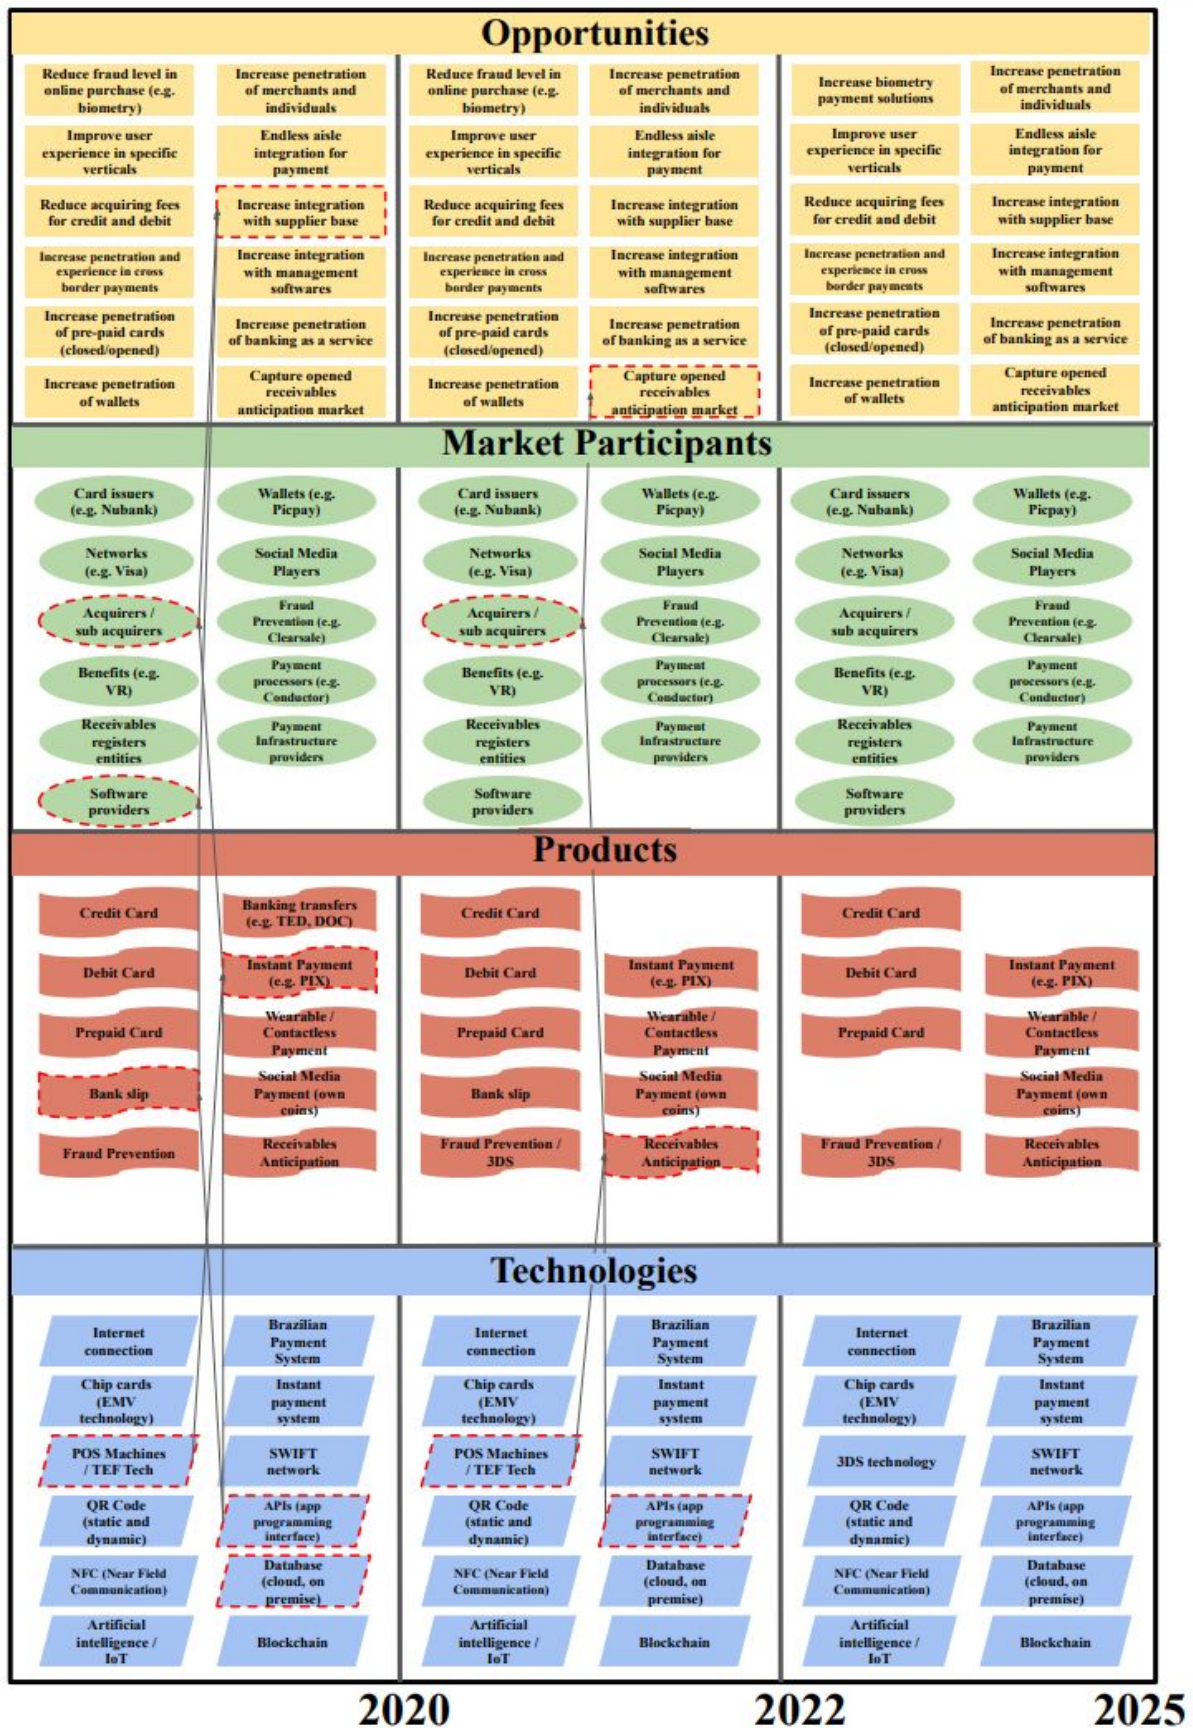 Opportunities
Reduce fraud level in
online purchase (e.g.
biometry)
Increase penetration
of merchants and
individuals
Reduce fraud level in
online purchase (e.g.
biometry)
Increase penetration
of merchants and
individuals
Increase biometry
payment solutions
Increase penetration
of merchants and
individuals
Improve user
experience in specific
verticals
Endless aisle
integration for
payment
Improve user
experience in specific
verticals
Endless aisle
integration for
payment
Improve user
experience in specific
verticals
Endless aisle
integration for
payment
Reduce acquiring fees
for credit and debit
Increase integration
with supplier base
Reduce acquiring fees
for credit and debit
Increase integration
with supplier base
Reduce acquiring fees
for credit and debit
Increase integration
with supplier base
Increase penetration and
experience in cross
border payments
Increase integration
with management
softwares
Increase penetration and
experience in cross
border payments
Increase integration
with management
softwares
Increase penetration and
experience in cross
border payments
Increase integration
with management
softwares
Increase penetration
of pre-paid cards
(closed/opened)
Increase penetration
of banking as a service
Increase penetration
of pre-paid cards
(closed/opened)
Increase penetration
of banking as a service
Increase penetration
of pre-paid cards
(closed/opened)
Increase penetration
of banking as a service
Increase penetration
of wallets
Capture opened
receivables
anticipation market
Increase penetration
of wallets
Capture opened
receivables
anticipation market
Increase penetration
of wallets
Capture opened
receivables
anticipation market
Market Participants
Card issuers
(e.g. Nubank)
Wallets (e.g.
Picpay)
Card issuers
(e.g. Nubank)
Wallets (e.g.
Picpay)
Card issuers
(e.g. Nubank)
Wallets (e.g.
Picpay)
Networks
(e.g. Visa)
Social Media
Players
Networks
(e.g. Visa)
Social Media
Players
Networks
(e.g. Visa)
Social Media
Players
Acquirers /
sub acquirers
Fraud
Prevention (e.g.
Clearsale)
Acquirers /
sub acquirers
Fraud
Prevention (e.g.
Clearsale)
Acquirers /
sub acquirers
Fraud
Prevention (e.g.
Clearsale)
Benefits (e.g.
VR)
Payment
processors (e.g.
Conductor)
Benefits (e.g.
VR)
Payment
processors (e.g.
Conductor)
Benefits (e.g.
VR)
Payment
processors (e.g.
Conductor)
Receivables
registers
entities
Payment
Infrastructure
providers
Receivables
registers
entities
Payment
Infrastructure
providers
Receivables
registers
entities
Payment
Infrastructure
providers
Software
providers
Software
providers
Software
providers
Products
Credit Card
Banking transfers
(e.g. TED, DOC)
Credit Card
Credit Card
Debit Card
Instant Payment
(e.g. PIX)
Debit Card
Instant Payment
(e.g. PIX)
Debit Card
Instant Payment
(e.g. PIX)
Prepaid Card
Wearable /
Contactless
Payment
Prepaid Card
Wearable /
Contactless
Payment
Prepaid Card
Wearable /
Contactless
Payment
Bank slip
Social Media
Payment (own
coins)
Bank slip
Social Media
Payment (own
coins)
Social Media
Payment (own
coins)
Fraud Prevention
Receivables
Anticipation
Fraud Prevention /
3DS
Receivables
Anticipation
Fraud Prevention /
3DS
Receivables
Anticipation
Technologies
Internet
connection
Brazilian
Payment
System
Internet
connection
Brazilian
Payment
System
Internet
connection
Brazilian
Payment
System
Chip cards
(EMV
technology)
Instant
payment
system
Chip cards
(EMV
technology)
Instant
payment
system
Chip cards
(EMV
technology)
Instant
payment
system
POS Machines
/ TEF Tech
SWIFT
network
POS Machines
/ TEF Tech
SWIFT
network
3DS technology
SWIFT
network
QR Code
(static and
dynamic)
APIs (app
programming
interface)
QR Code
(static and
dynamic)
APIs (app
programming
interface)
QR Code
(static and
dynamic)
APIs (app
programming
interface)
NFC (Near Field
Communication)
Database
(cloud, on
premise)
NFC (Near Field
Communication)
Database
(cloud, on
premise)
NFC (Near Field
Communication)
Database
(cloud, on
premise)
Artificial
intelligence /
IoT
Blockchain
Artificial
intelligence /
IoT
Blockchain
Artificial
intelligence /
IoT
Blockchain
2020
2022
2025